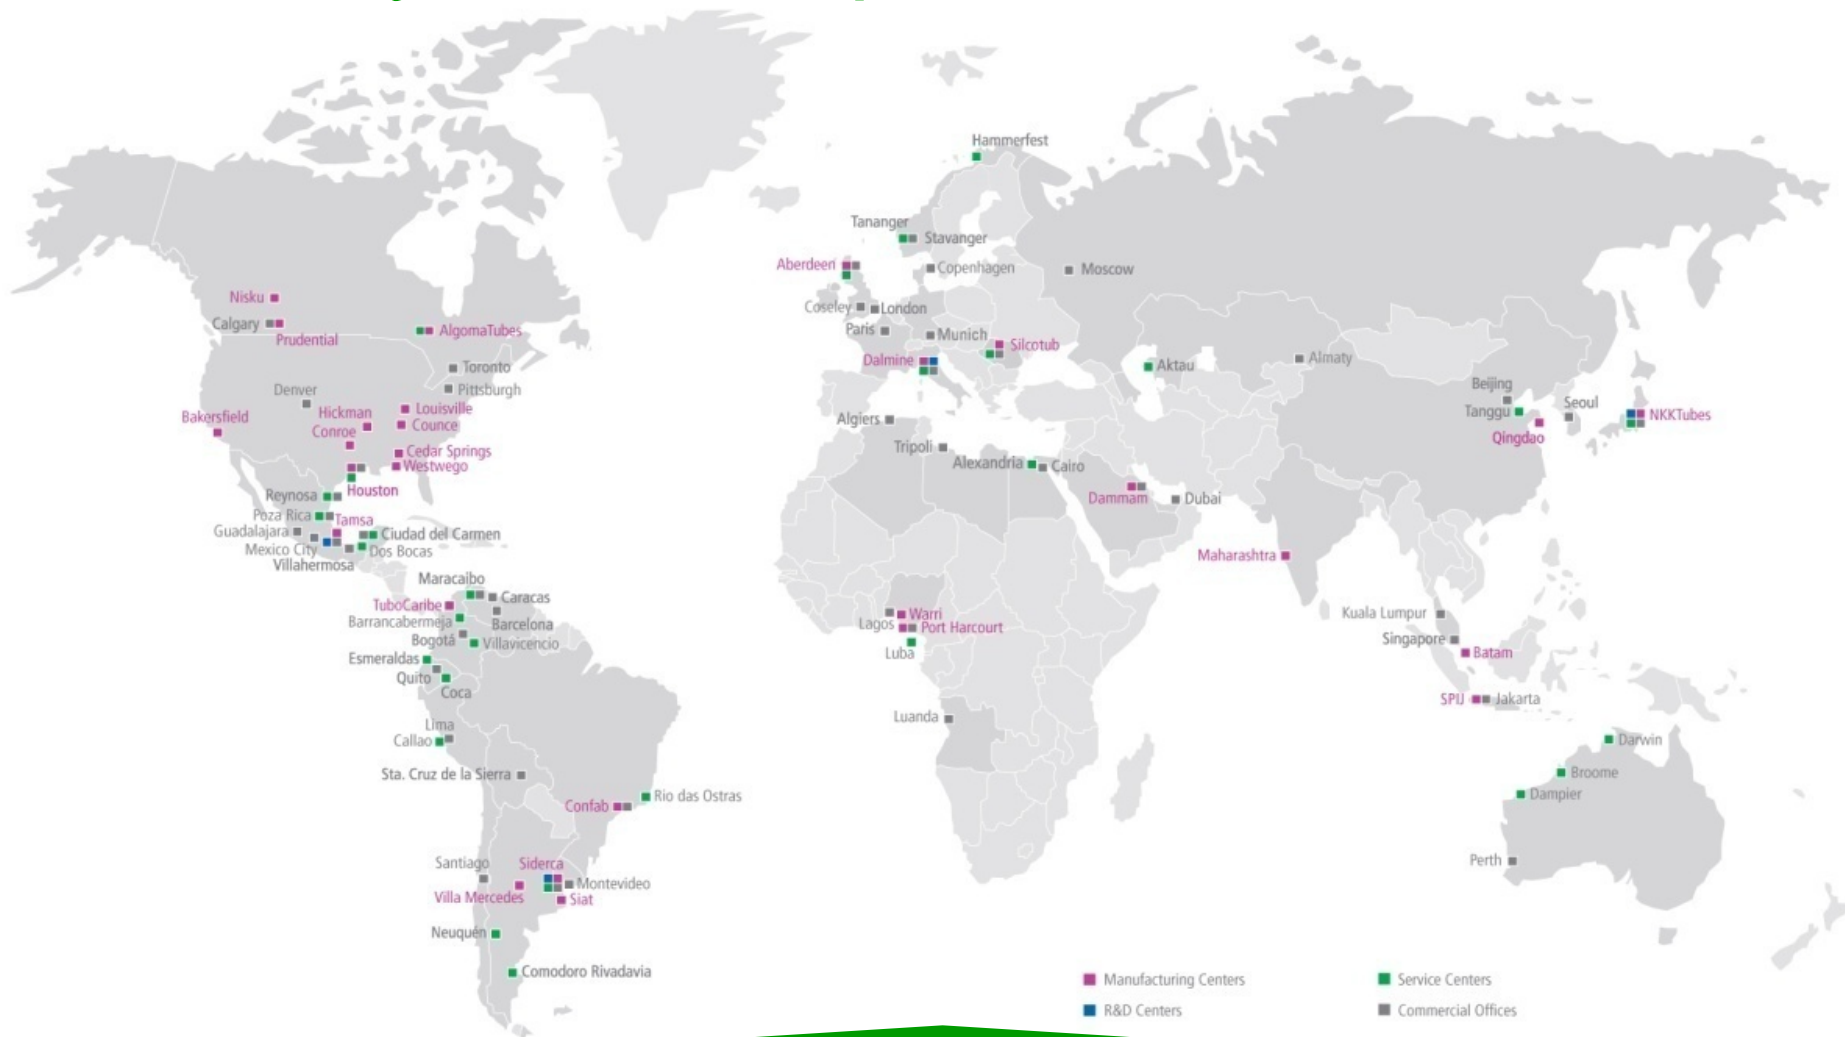 Hammerfest
Tananger
Stavanger
Aberdeen
Copenhagen
Moscow
Nisku
Coseley
London
Calgary
Prudential
AlgomaTubes
Paris
Munich
Silcotub
Dalmine
Aktau
Almaty
Toronto
Denver
Pittsburgh
Beijing
Bakersfield
Hickman
Louisville
Seoul
Tanggu
NKKTubes
Conroe
Counce
Algiers
Qingdao
Cedar Springs
Westwego
Tripoli
Alexandria
Cairo
Houston
Reynosa
Dammam
Dubai
Poza Rica
Tamsa
Guadalajara
Ciudad del Carmen
Mexico City
Dos Bocas
Villahermosa
Maharashtra
Maracaibo
Caracas
TuboCaribe
Barrancabermeja
Barcelona
Bogotá
Villavicencio
Lagos
Warri
Port Harcourt
Luba
Kuala Lumpur
Singapore
Batam
Esmeraldas
Quito
Coca
SPIJ
Jakarta
Luanda
Lima
Callao
Darwin
Sta. Cruz de la Sierra
Broome
Dampier
Confab
Rio das Ostras
Santiago
Siderca
Perth
Montevideo
Villa Mercedes
Siat
Neuquén
Comodoro Rivadavia
Manufacturing Centers
Service Centers
R&D Centers
Commercial Offices